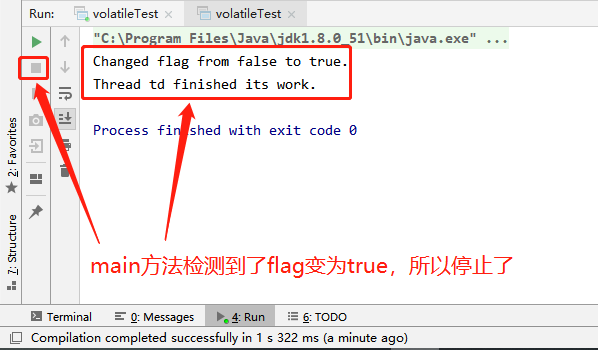 Run: volatileTest volatileTest
"C:\Program Files\Java\jdk1.8.0_51\bin\java.exe" ...
Changed flag from false to true.
Thread td finished its work.
Process finished with exit code 0
2: Favorites
7: Structure
main方法检测到了flag变为true，所以停止了
Terminal 0: Messages 4: Run 6: TODO
Compilation completed successfully in 1 s 322 ms (a minute ago)